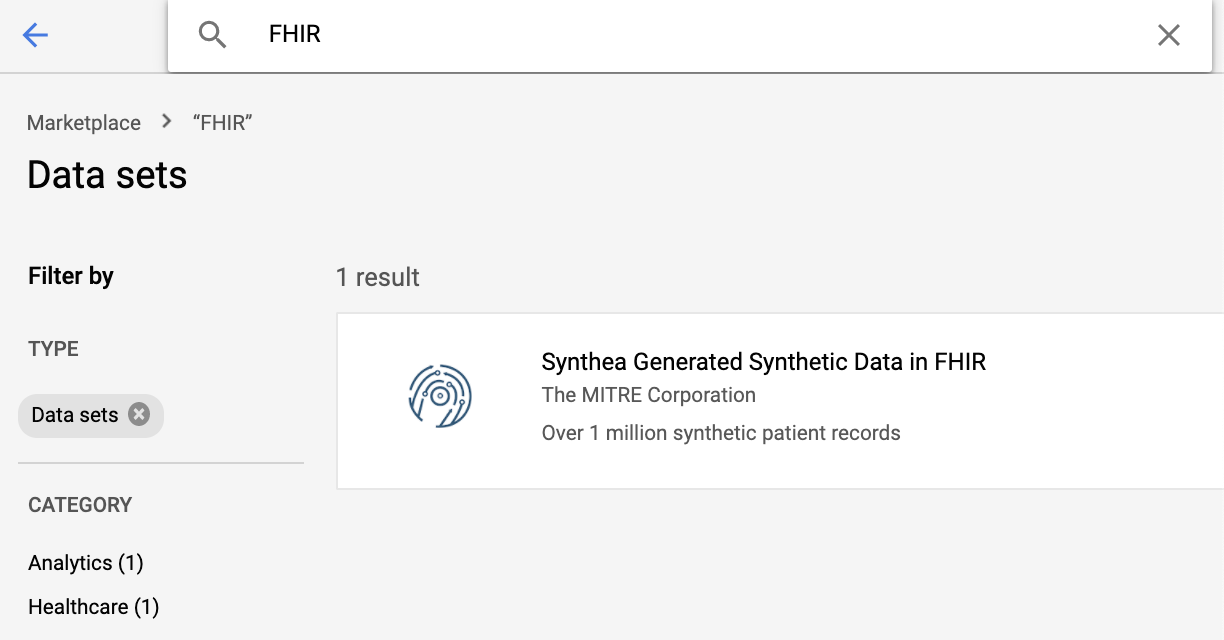 FHIR
Marketplace > “FHIR”
Data sets
Filter by
TYPE
Data sets
CATEGORY
Analytics (1)
Healthcare (1)
1 result
Synthea Generated Synthetic Data in FHIR
The MITRE Corporation
Over 1 million synthetic patient records